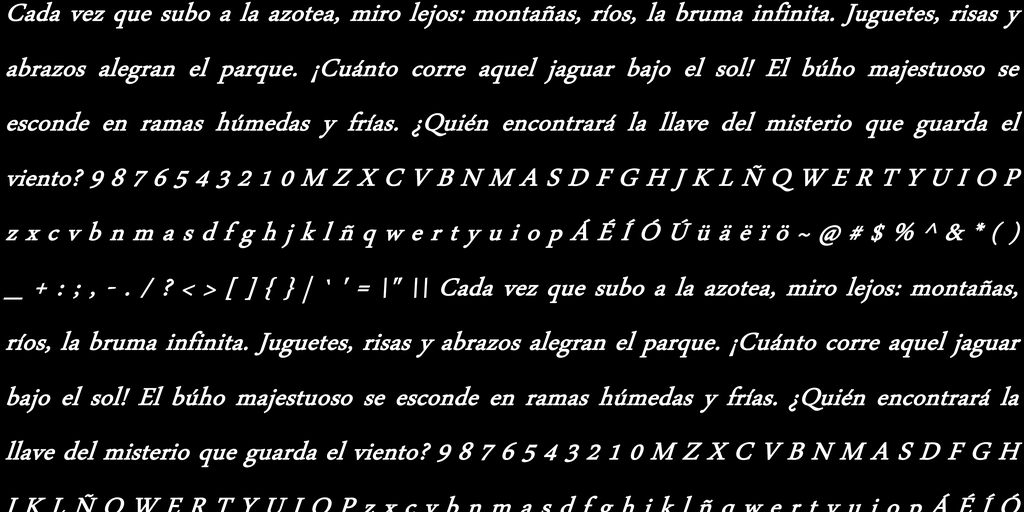 Cada vez que subo a la azotea, miro lejos: montañas, ríos, la bruma infinita. Juguetes, risas y
abrazos alegran el parque. ¡Cuánto corre aquel jaguar bajo el sol! El búho majestuoso se
esconde en ramas húmedas y frías. ¿Quién encontrará la llave del misterio que guarda el
viento? 9 8 7 6 5 4 3 2 1 0 M Z X C V B N M A S D F G H J K L Ñ Q W E R T Y U I O P
z x c v b n m a s d f g h j k l ñ q w e r t y u i o p Á É Í Ó Ú ü ä ë ï ö ~ @ # $ % ^ & * ( )
_ + : ; , - . / ? < > [ ] { } | ` ' = \" || Cada vez que subo a la azotea, miro lejos: montañas,
ríos, la bruma infinita. Juguetes, risas y abrazos alegran el parque. ¡Cuánto corre aquel jaguar
bajo el sol! El búho majestuoso se esconde en ramas húmedas y frías. ¿Quién encontrará la
llave del misterio que guarda el viento? 9 8 7 6 5 4 3 2 1 0 M Z X C V B N M A S D F G H
J K L Ñ Q W E R T Y U I O P z x c v b n m a s d f g h j k l ñ q w e r t y u i o p Á É Í Ó